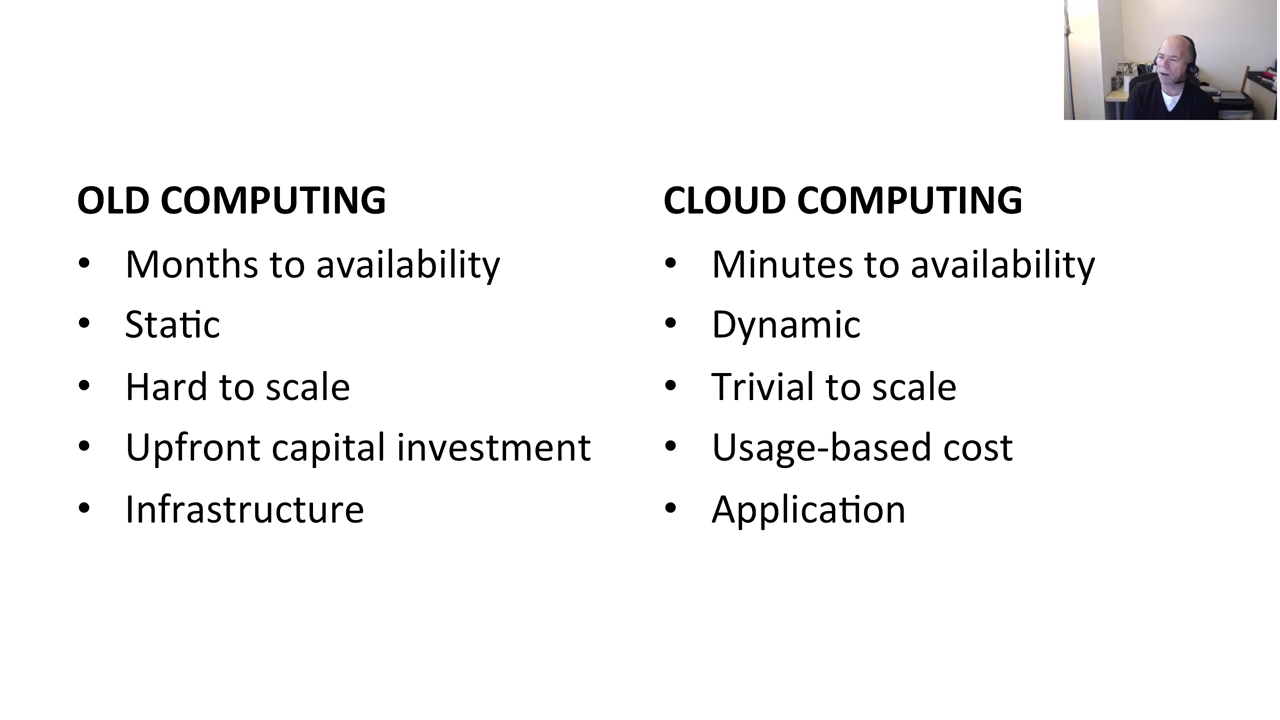 OLD COMPUTING
• Months to availability
• Static
• Hard to scale
• Upfront capital investment
• Infrastructure
CLOUD COMPUTING
• Minutes to availability
• Dynamic
• Trivial to scale
• Usage-based cost
• Application